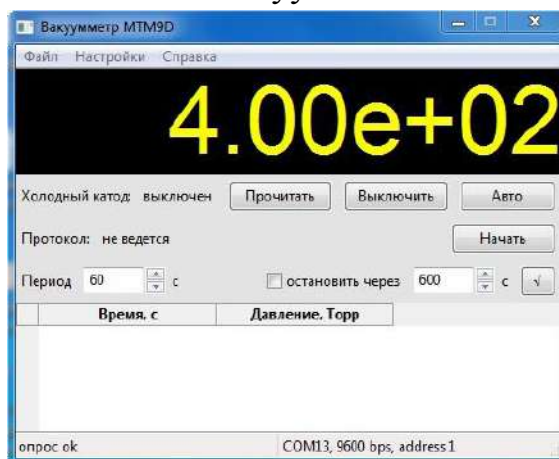 Вакуумметр МТМ9D
Файл Настройки Справка
4.00e+02
Холодный катод: выключен Прочитать Выключить Авто
Протокол: не ведется Начать
Период 60 с остановить через 600 с √
Время, с Давление, Торр
опрос ok COM13, 9600 bps, address 1